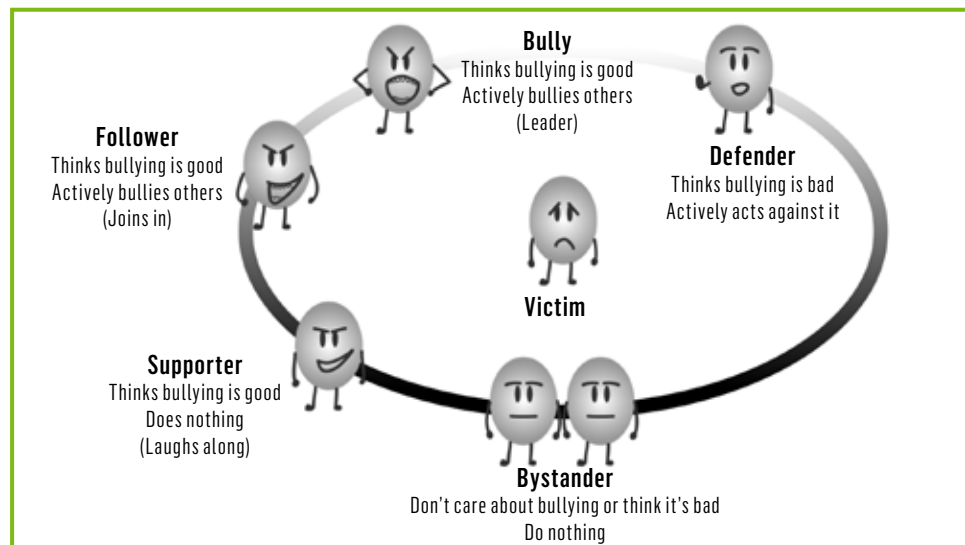 Bully
Thinks bullying is good
Actively bullies others
(Leader)
Follower
Thinks bullying is good
Actively bullies others
(Joins in)
Defender
Thinks bullying is bad
Actively acts against it
Victim
Supporter
Thinks bullying is good
Does nothing
(Laughs along)
Bystander
Don't care about bullying or think it's bad
Do nothing